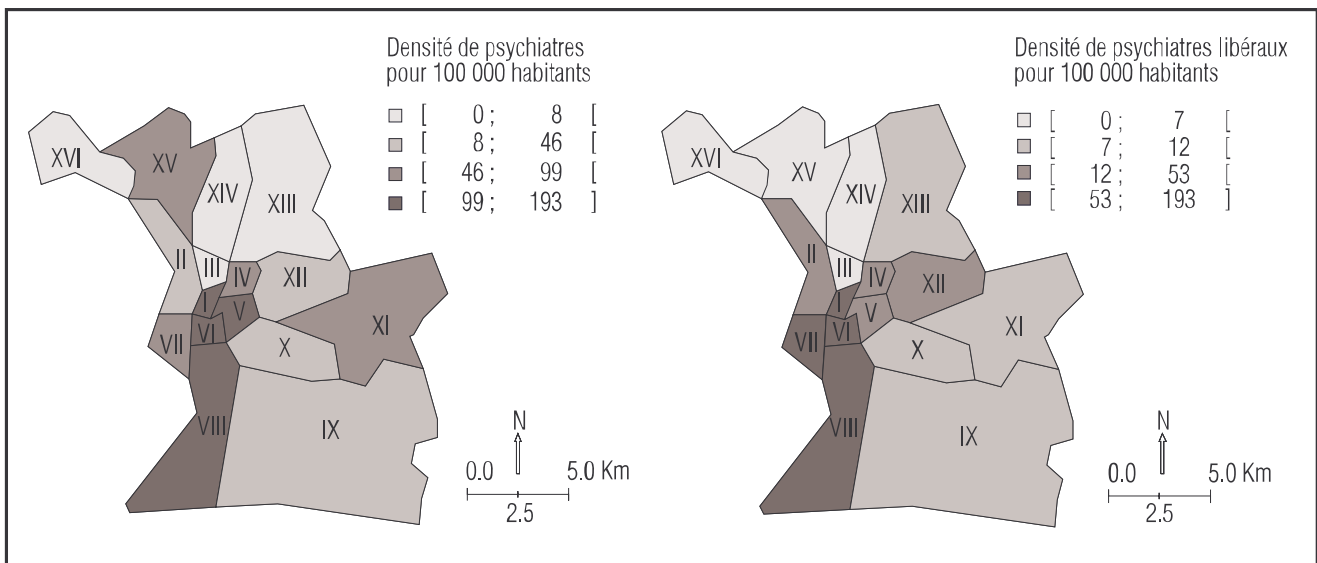 Densité de psychiatres
pour 100 000 habitants
[ 0 ; 8 [
[ 8 ; 46 [
[ 46 ; 99 [
[ 99 ; 193 ]
XVI
XV
XIV
XIII
II
III
IV
XII
I
V
XI
VI
VII
X
VIII
IX
N
0.0 5.0 Km
2.5
Densité de psychiatres libéraux
pour 100 000 habitants
[ 0 ; 7 [
[ 7 ; 12 [
[ 12 ; 53 [
[ 53 ; 193 ]
XVI
XV
XIV
XIII
II
III
IV
XII
I
V
XI
VI
VII
X
VIII
IX
N
0.0 5.0 Km
2.5